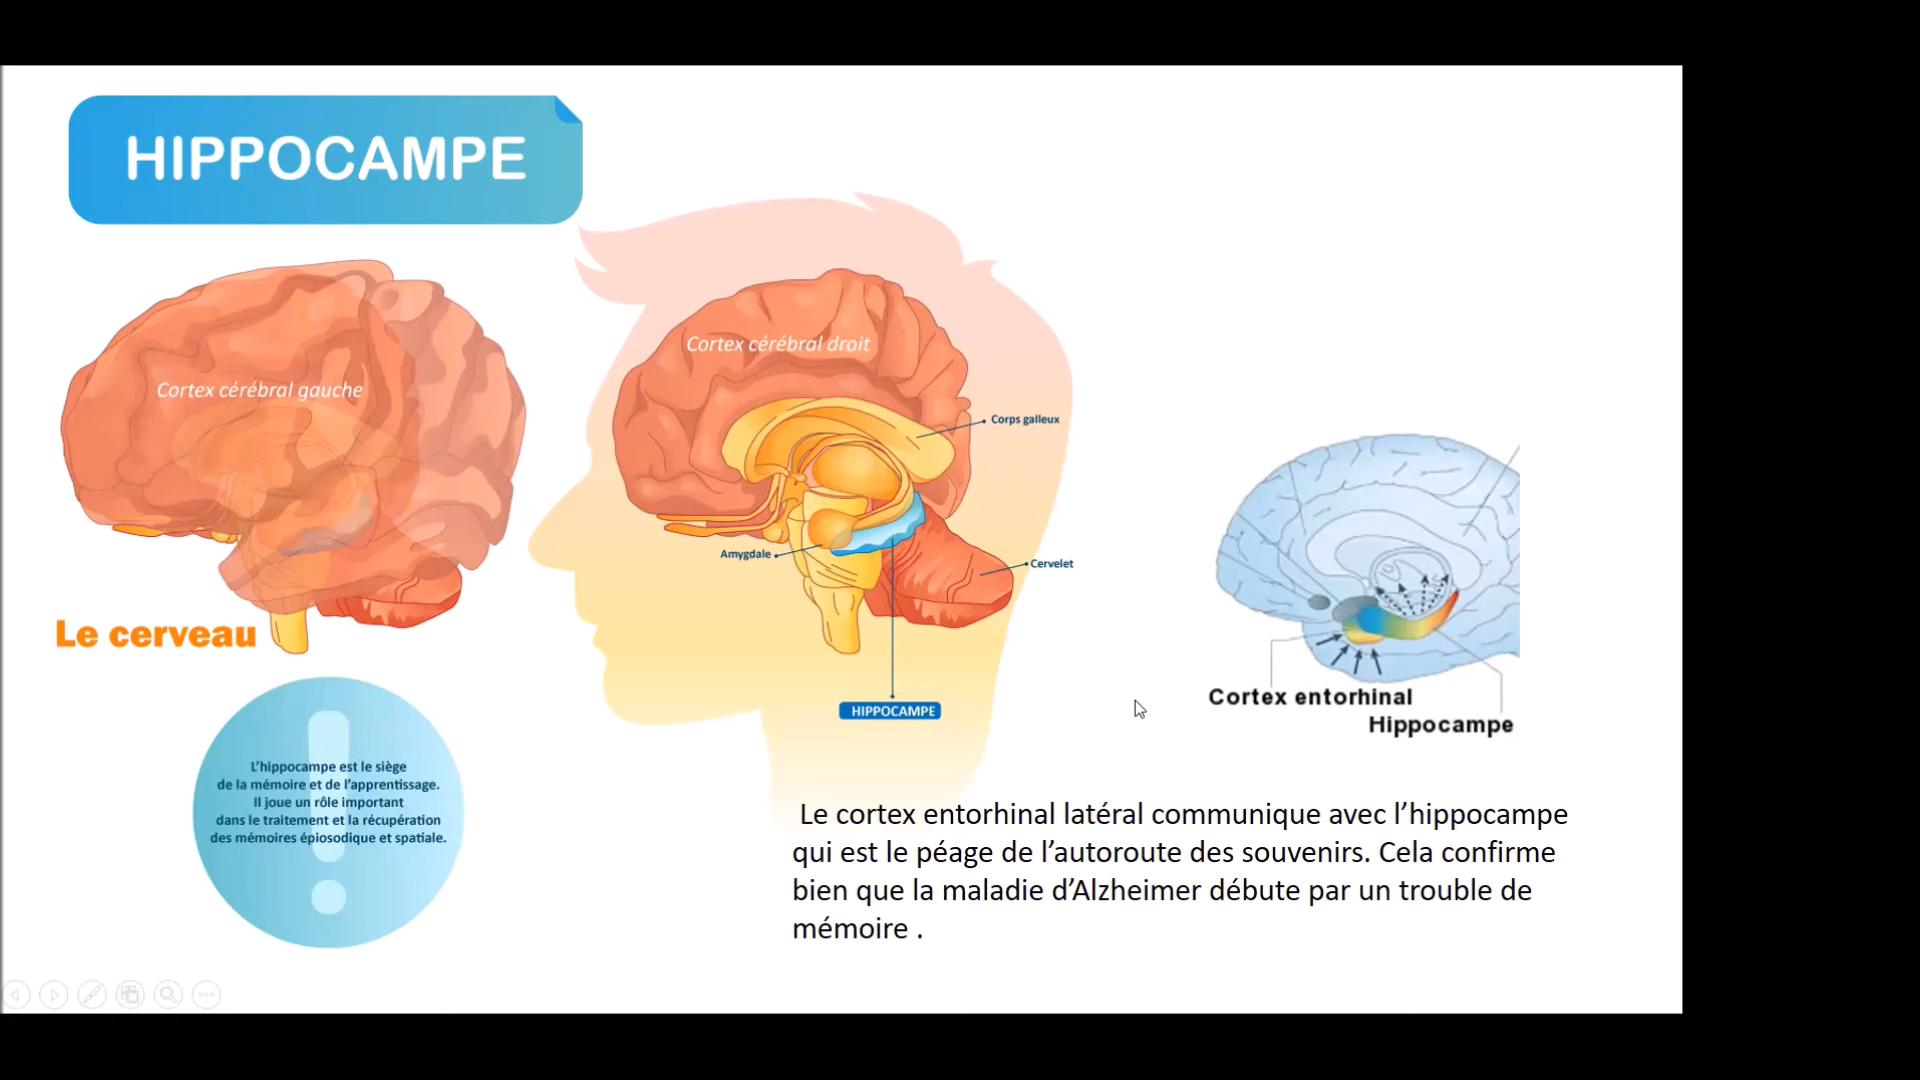 HIPPOCAMPE
Cortex cérébral gauche
Le cerveau
Cortex cérébral droit
Corps galleux
Amygdale
Cervelet
HIPPOCAMPE
Cortex entorhinal
Hippocampe
L'hippocampe est le siège
de la mémoire et de l'apprentissage.
Il joue un rôle important
dans le traitement et la récupération
des mémoires épiosodique et spatiale.
Le cortex entorhinal latéral communique avec l'hippocampe
qui est le péage de l'autoroute des souvenirs. Cela confirme
bien que la maladie d'Alzheimer débute par un trouble de
mémoire .